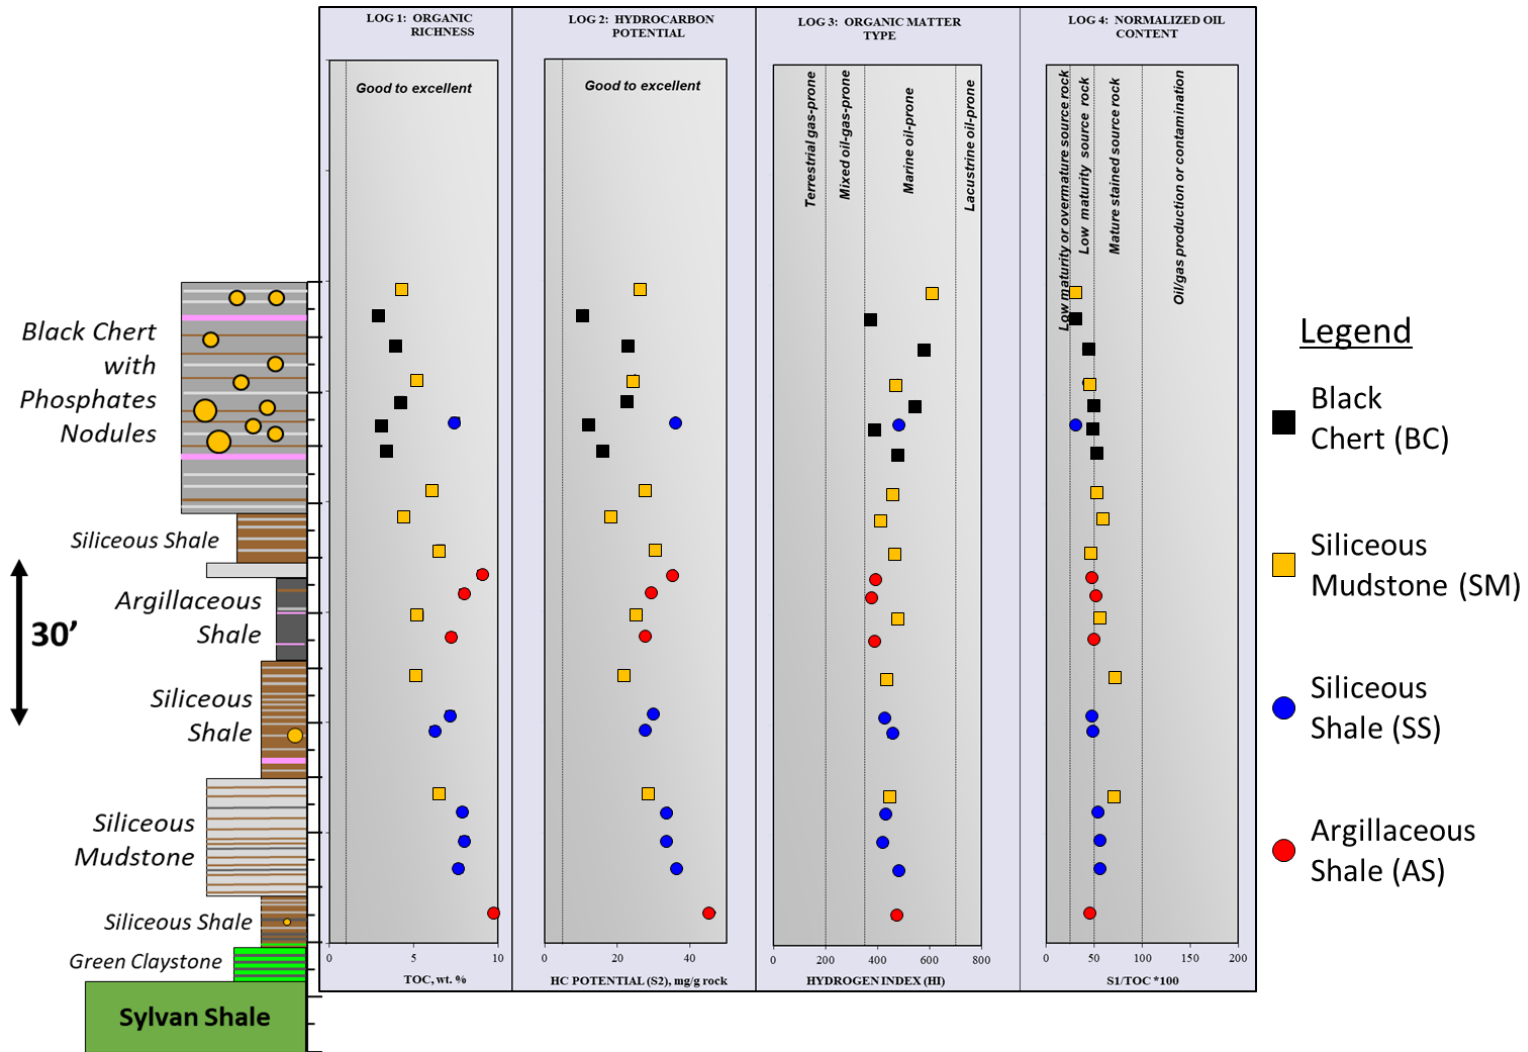 LOG 1: ORGANIC
RICHNESS
LOG 2: HYDROCARBON
POTENTIAL
LOG 3: ORGANIC MATTER
TYPE
LOG 4: NORMALIZED OIL
CONTENT
Good to excellent
Good to excellent
Terrestrial gas-prone
Mixed oil-gas-prone
Marine oil-prone
Lacustrine oil-prone
Low maturity or overmature source rock
Low maturity source rock
Mature stained source rock
Oil/gas production or contamination
Black Chert
with
Phosphates
Nodules
Siliceous Shale
Argillaceous
Shale
30’
Siliceous
Shale
Siliceous
Mudstone
Siliceous Shale
Green Claystone
Sylvan Shale
0
5
10
TOC, wt. %
0
20
40
HC POTENTIAL (S2), mg/g rock
0
200
400
600
800
HYDROGEN INDEX (HI)
0
50
100
150
200
S1/TOC *100
Legend
Black
Chert (BC)
Siliceous
Mudstone (SM)
Siliceous
Shale (SS)
Argillaceous
Shale (AS)